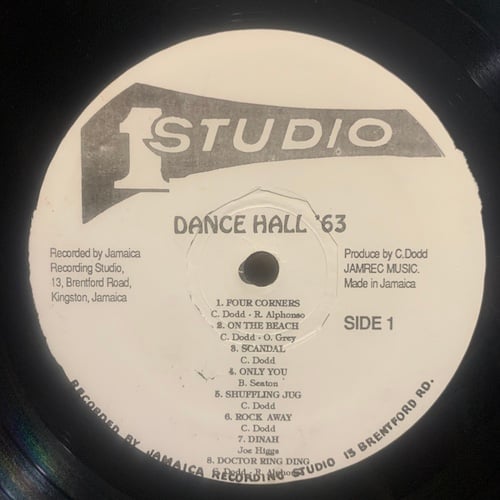 1 STUDIO
DANCE HALL '63
Recorded by Jamaica
Recording Studio,
13, Brentford Road,
Kingston, Jamaica
Produce by C.Dodd
JAMREC MUSIC.
Made in Jamaica
SIDE 1
1. FOUR CORNERS
C. Dodd - R. Alphonso
2. ON THE BEACH
C. Dodd - O. Grey
3. SCANDAL
C. Dodd
4. ONLY YOU
B. Seaton
5. SHUFFLING JUG
C. Dodd
6. ROCK AWAY
C. Dodd
7. DINAH
Joe Higgs
8. DOCTOR RING DING
C. Dodd - R. Alphonso
RECORDED BY JAMAICA RECORDING STUDIO 13 BRENTFORD RD.